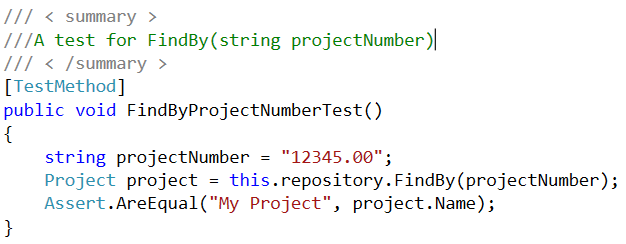 /// < summary >
///A test for FindBy(string projectNumber)
/// < /summary >
[TestMethod]
public void FindByProjectNumberTest()
{
    string projectNumber = "12345.00";
    Project project = this.repository.FindBy(projectNumber);
    Assert.AreEqual("My Project", project.Name);
}